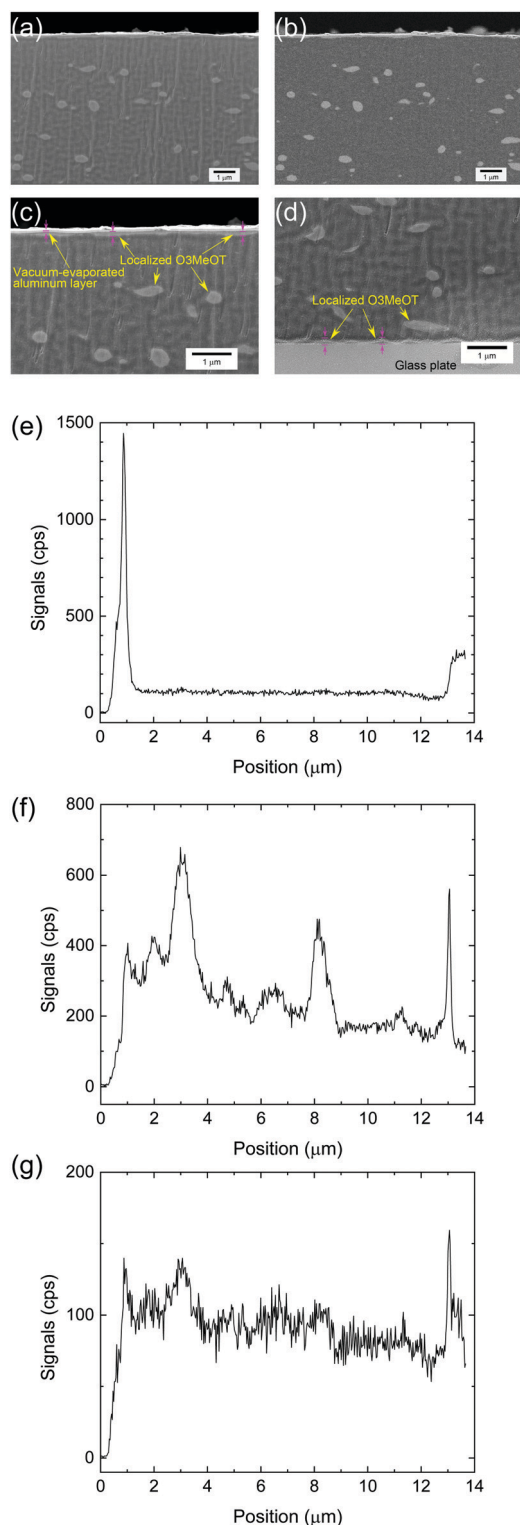 (a)
(b)
1 μm
1 μm
(c)
(d)
Vacuum-evaporated
aluminum layer
Localized O3MeOT
1 μm
Localized O3MeOT
1 μm
Glass plate
(e)
1500
1000
500
0
Signals (cps)
0 2 4 6 8 10 12 14
Position (μm)
(f)
800
600
400
200
0
Signals (cps)
0 2 4 6 8 10 12 14
Position (μm)
(g)
200
150
100
50
0
Signals (cps)
0 2 4 6 8 10 12 14
Position (μm)